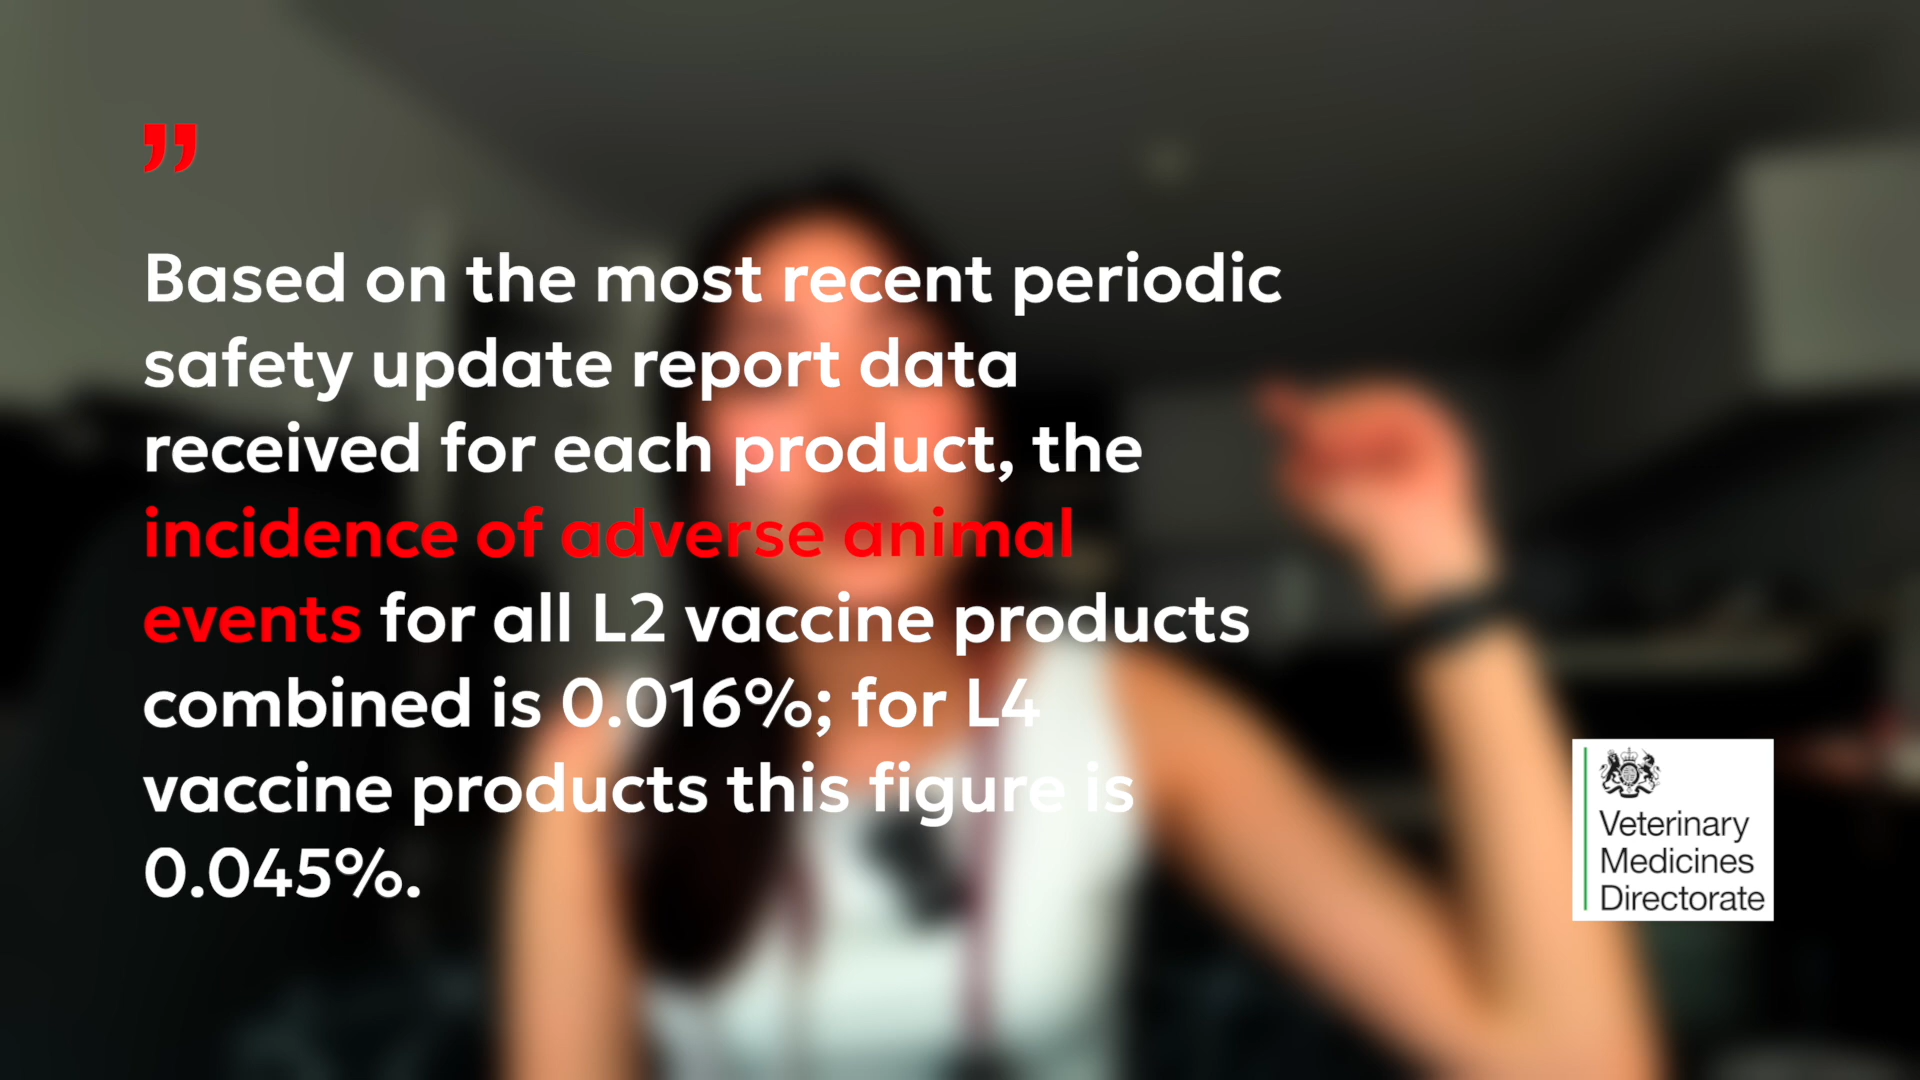 ”
Based on the most recent periodic
safety update report data
received for each product, the
incidence of adverse animal
events for all L2 vaccine products
combined is 0.016%; for L4
vaccine products this figure is
0.045%.
Veterinary
Medicines
Directorate